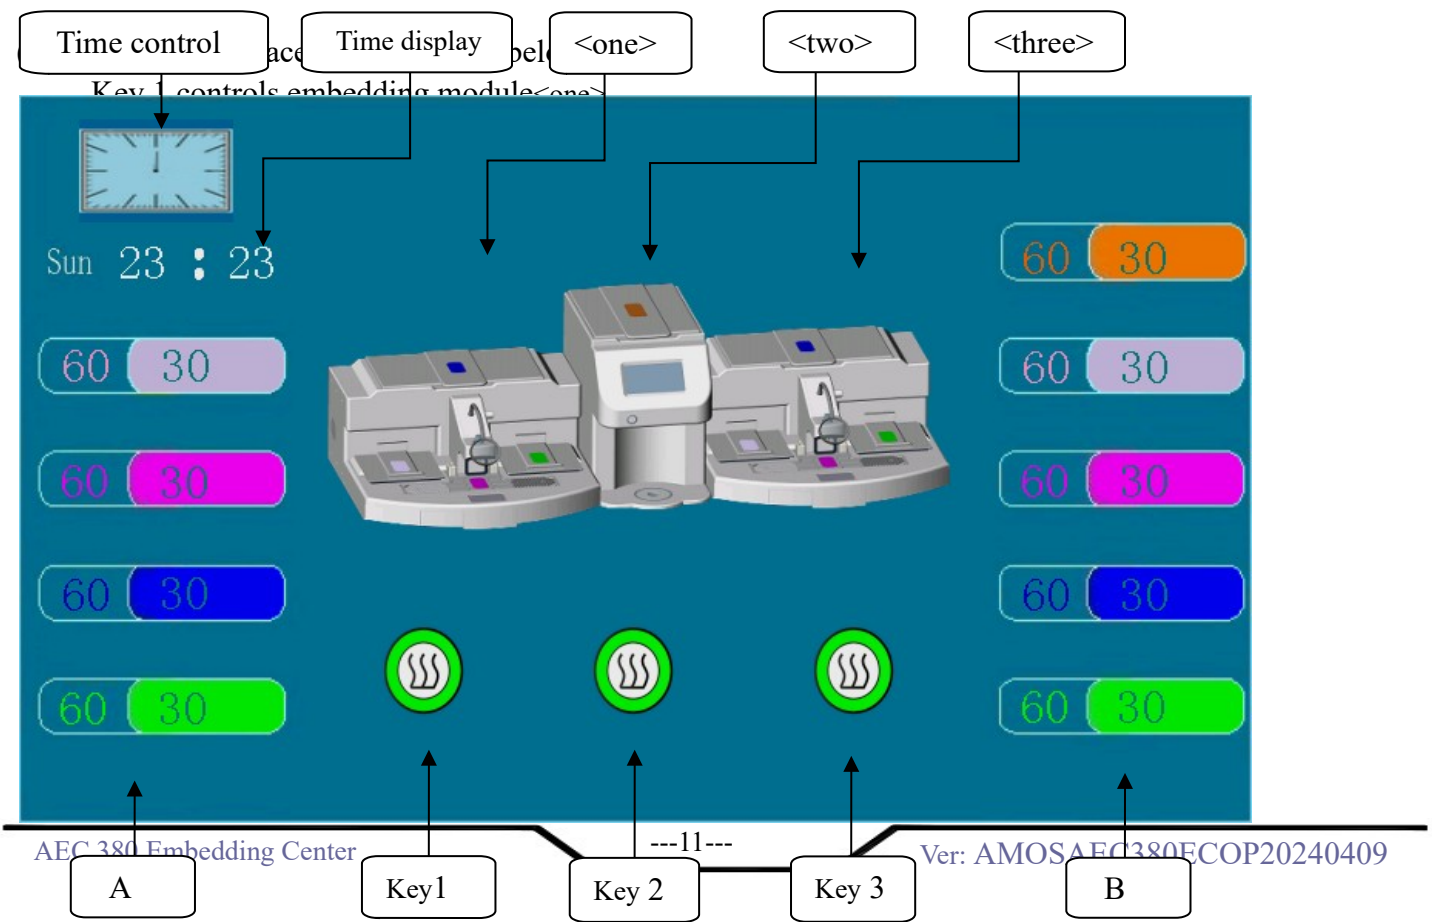 Time control
Time display
<one>
<two>
<three>
Key 1 controls embedding module<one>
Sun 23 : 23
60 30
60 30
60 30
60 30
60 30
60 30
60 30
60 30
60 30
---11---
AEC 380 Embedding Center
Ver: AMOSAEC380ECOP20240409
A
Key1
Key 2
Key 3
B